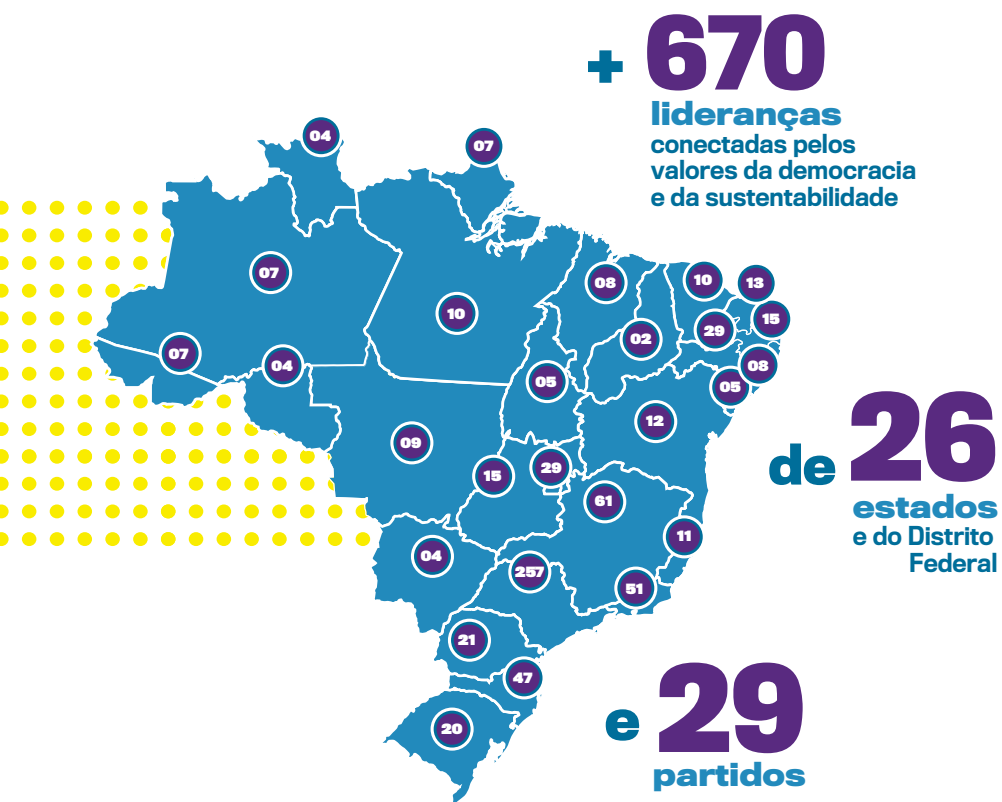 + 670
lideranças
conectadas pelos
valores da democracia
e da sustentabilidade
04
07
07
08
10
13
10
15
29
02
07
04
08
05
05
12
09
29
15
61
11
04
257
51
21
47
20
de 26
estados
e do Distrito
Federal
e 29
partidos